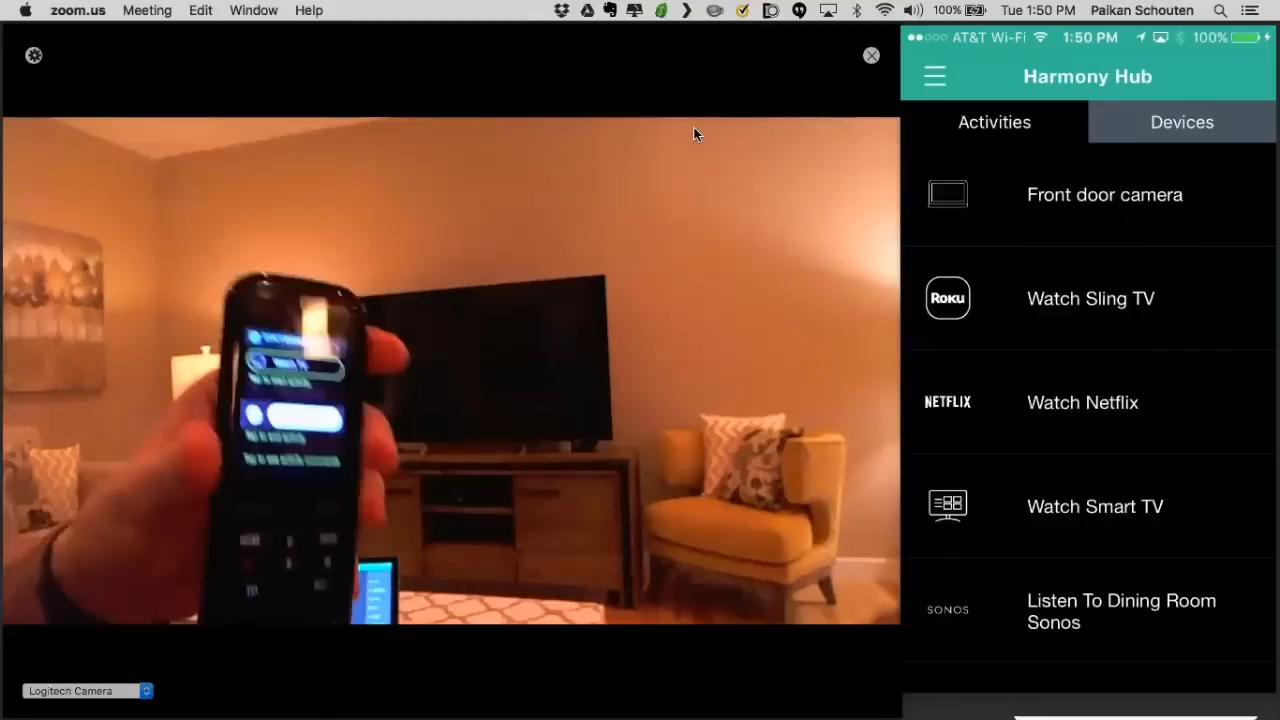 zoom.us Meeting Edit Window Help 100% Tue 1:50 PM Paikan Schouten
AT&T Wi-Fi 1:50 PM 100%
Harmony Hub
Activities Devices
Front door camera
Roku Watch Sling TV
NETFLIX Watch Netflix
Watch Smart TV
SONOS Listen To Dining Room
Sonos
Logitech Camera